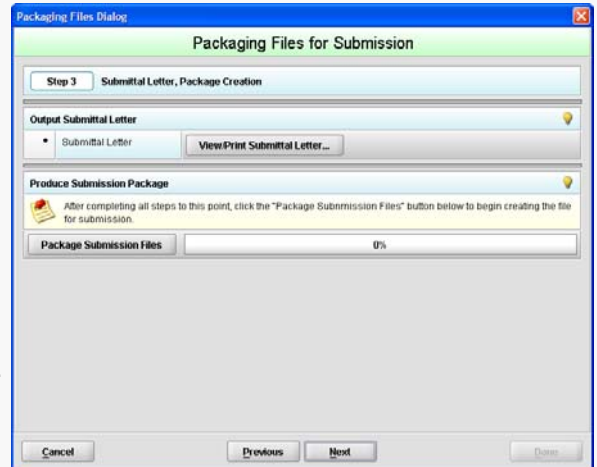 Packaging Files Dialog
Packaging Files for Submission
Step 3 Submittal Letter, Package Creation
Output Submittal Letter
Submittal Letter View/Print Submittal Letter...
Produce Submission Package
After completing all steps to this point, click the "Package Submission Files" button below to begin creating the file
for submission.
Package Submission Files 0%
Cancel Previous Next Done